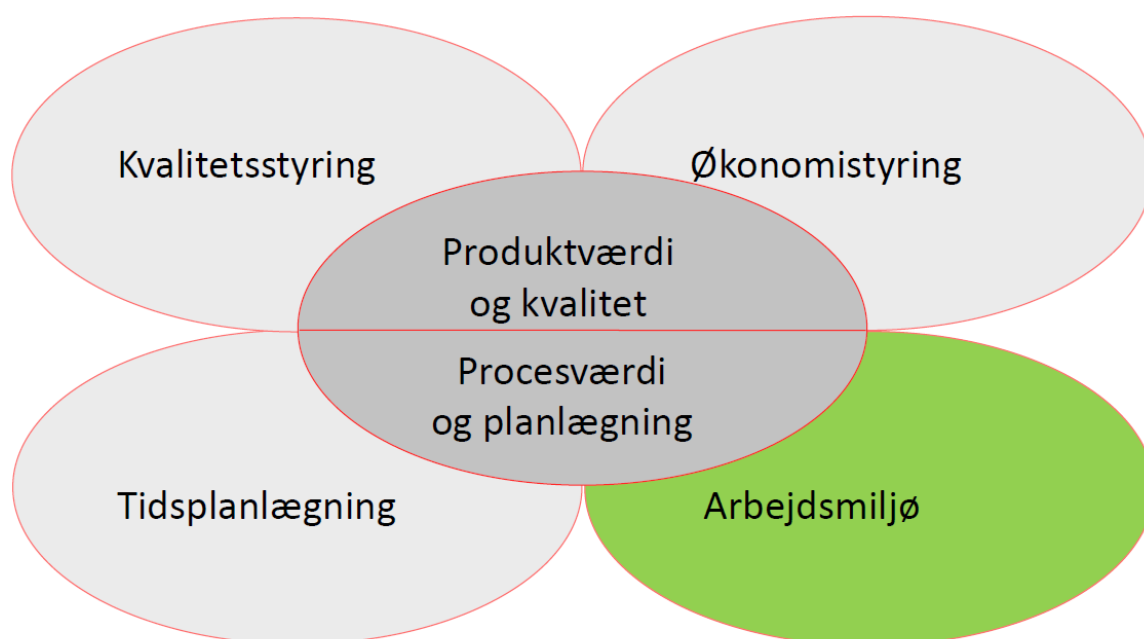 Kvalitetsstyring
Økonomistyring
Produktværdi
og kvalitet
Procesværdi
og planlægning
Tidsplanlægning
Arbejdsmiljø